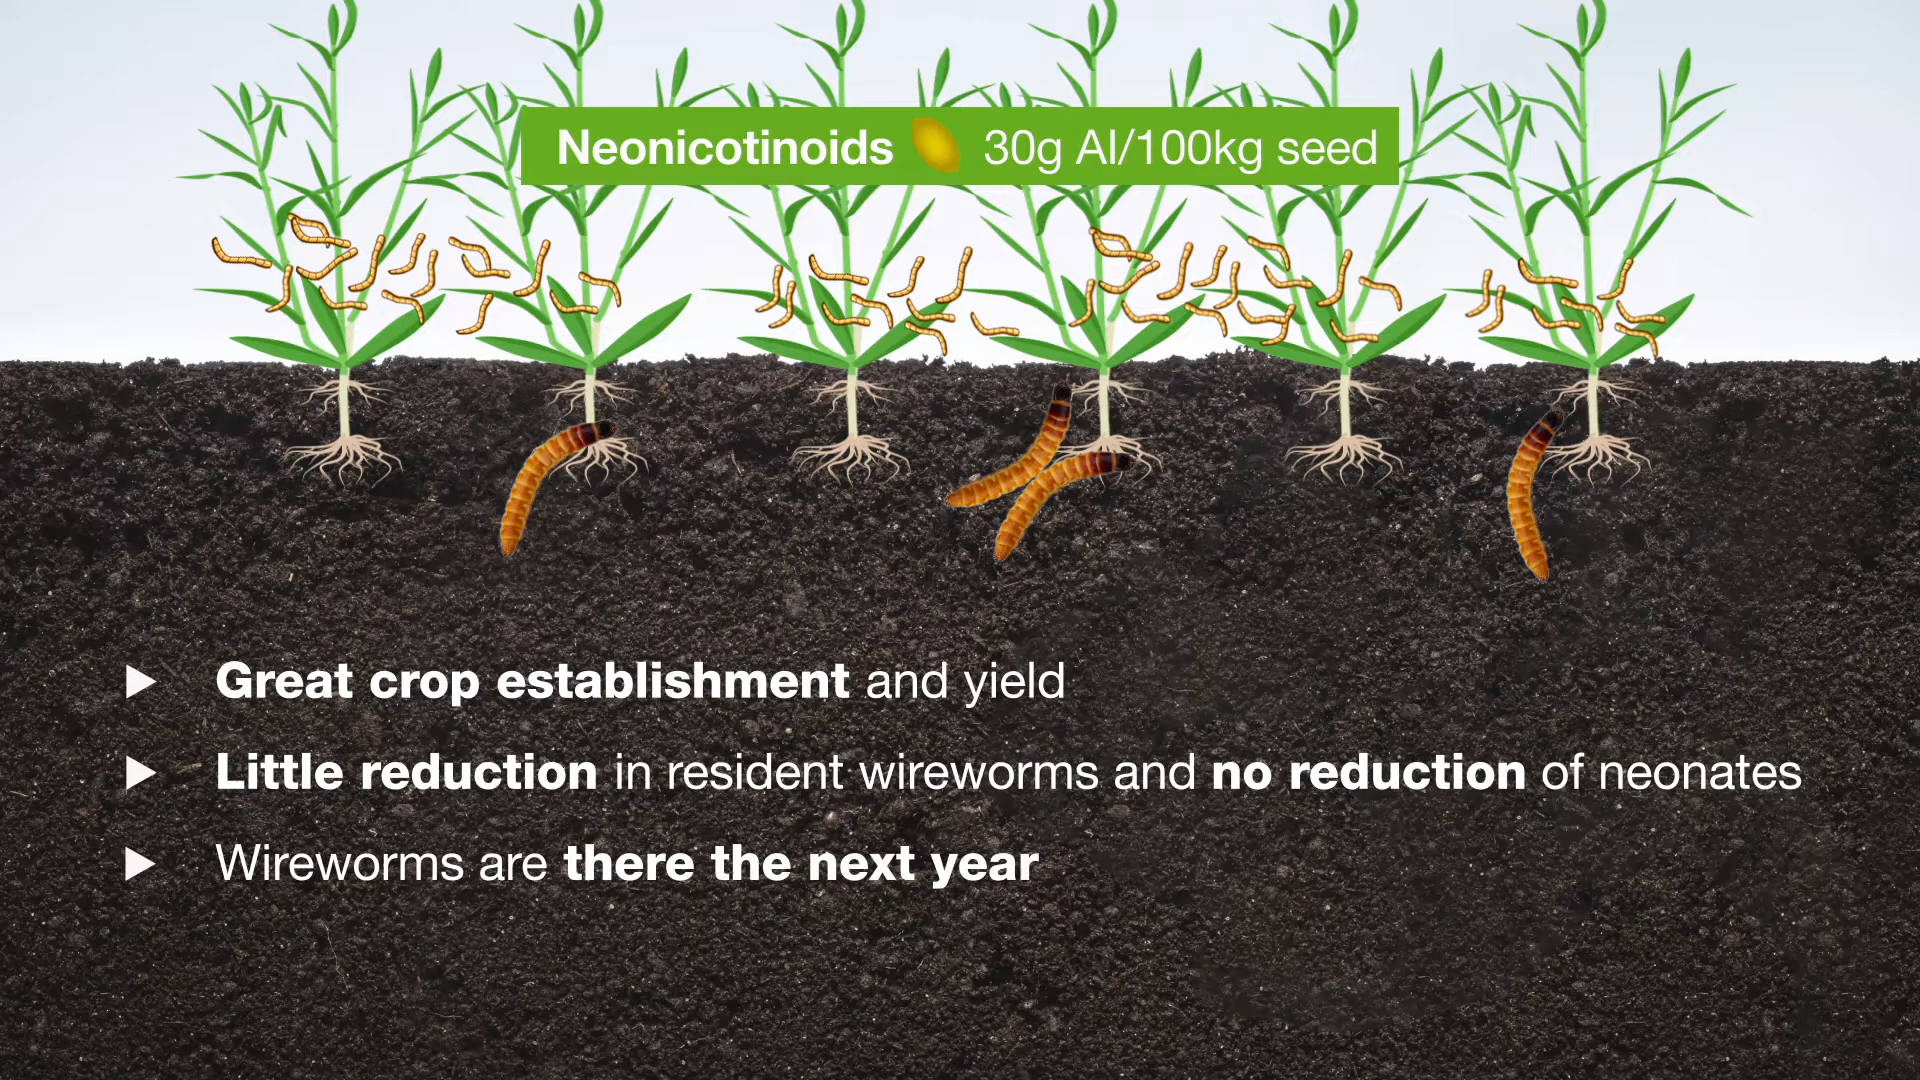 Neonicotinoids 30g AI/100kg seed
Great crop establishment and yield
Little reduction in resident wireworms and no reduction of neonates
Wireworms are there the next year